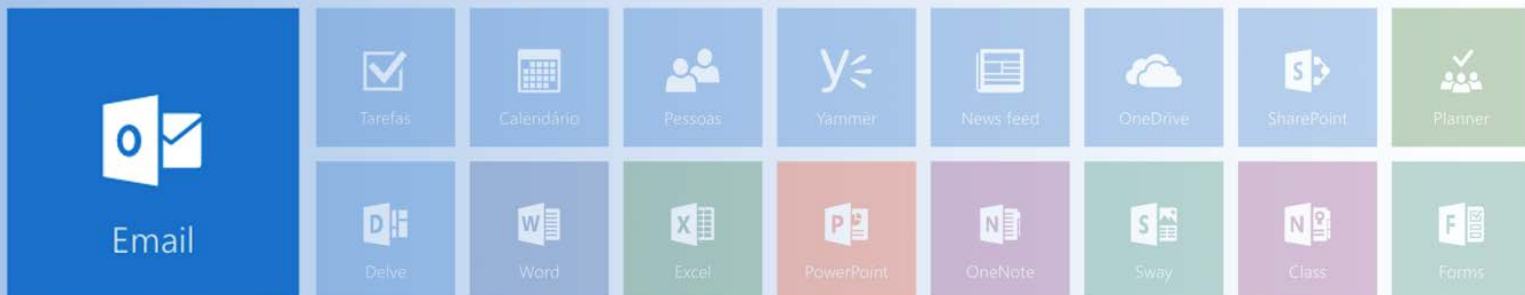 Email
Tarefas
Calendário
Pessoas
Yammer
News feed
OneDrive
SharePoint
Planner
Delve
Word
Excel
PowerPoint
OneNote
Sway
Class
Forms